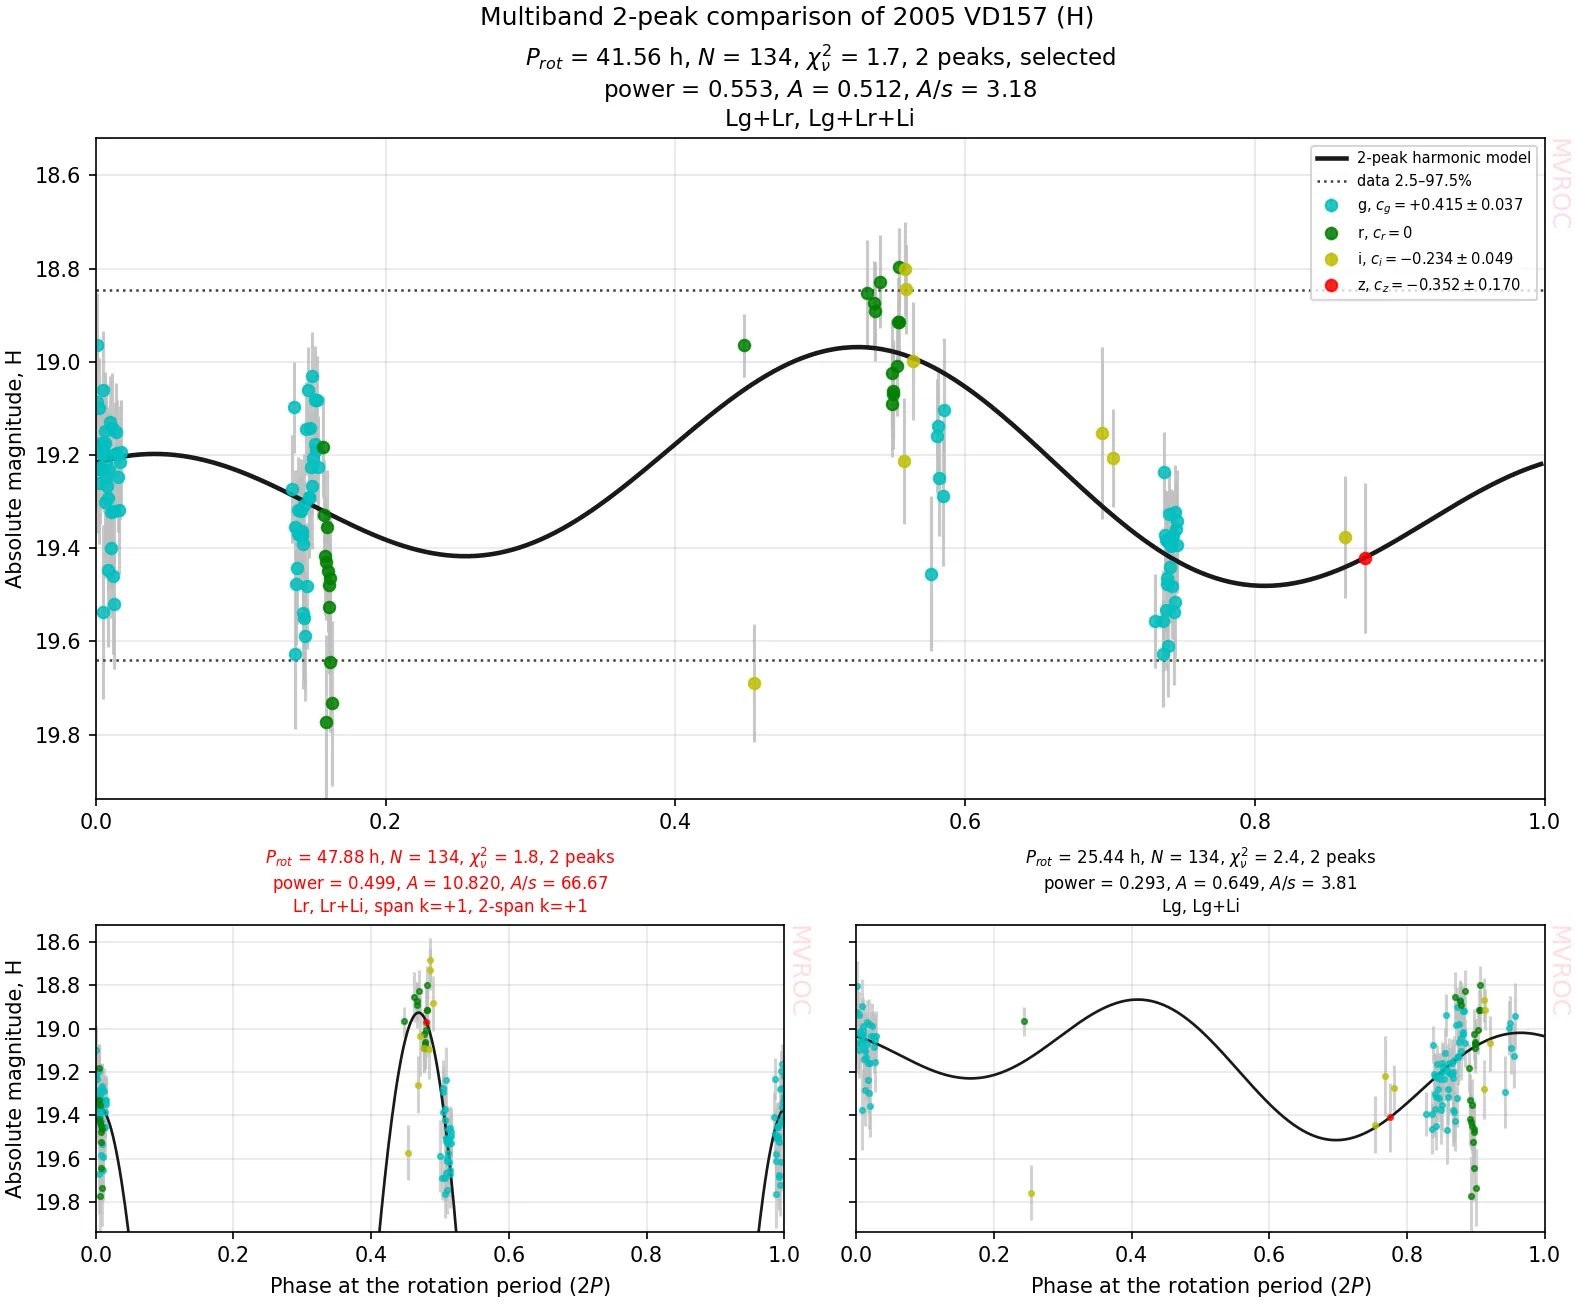 Multiband 2-peak comparison of 2005 VD157 (H)
P_rot = 41.56 h, N = 134, χ²_ν = 1.7, 2 peaks, selected
power = 0.553, A = 0.512, A/s = 3.18
Lg+Lr, Lg+Lr+Li
2-peak harmonic model
data 2.5–97.5%
g, c_g = +0.415 ± 0.037
r, c_r = 0
i, c_i = −0.234 ± 0.049
z, c_z = −0.352 ± 0.170
MVROC
Absolute magnitude, H
18.6
18.8
19.0
19.2
19.4
19.6
19.8
0.0 0.2 0.4 0.6 0.8 1.0
P_rot = 47.88 h, N = 134, χ²_ν = 1.8, 2 peaks
power = 0.499, A = 10.820, A/s = 66.67
Lr, Lr+Li, span k=+1, 2-span k=+1
MVROC
Absolute magnitude, H
18.6
18.8
19.0
19.2
19.4
19.6
19.8
0.0 0.2 0.4 0.6 0.8 1.0
Phase at the rotation period (2P)
P_rot = 25.44 h, N = 134, χ²_ν = 2.4, 2 peaks
power = 0.293, A = 0.649, A/s = 3.81
Lg, Lg+Li
MVROC
0.0 0.2 0.4 0.6 0.8 1.0
Phase at the rotation period (2P)